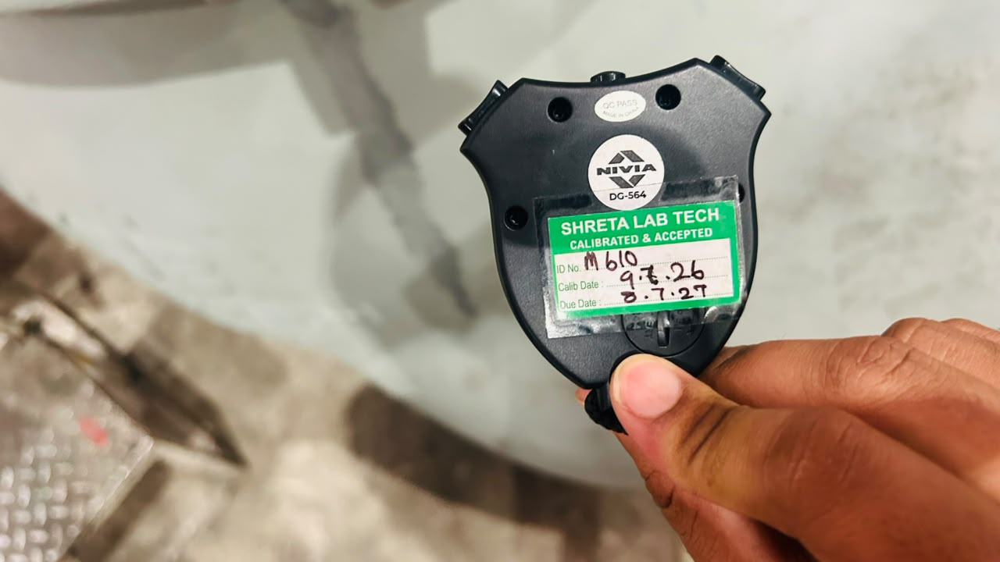 QC PASS
MADE IN CHINA
NIVIA
DG-564
SHRETA LAB TECH
CALIBRATED & ACCEPTED
ID No. M 610
Calib Date : 9.7.26
Due Date : 8.7.27